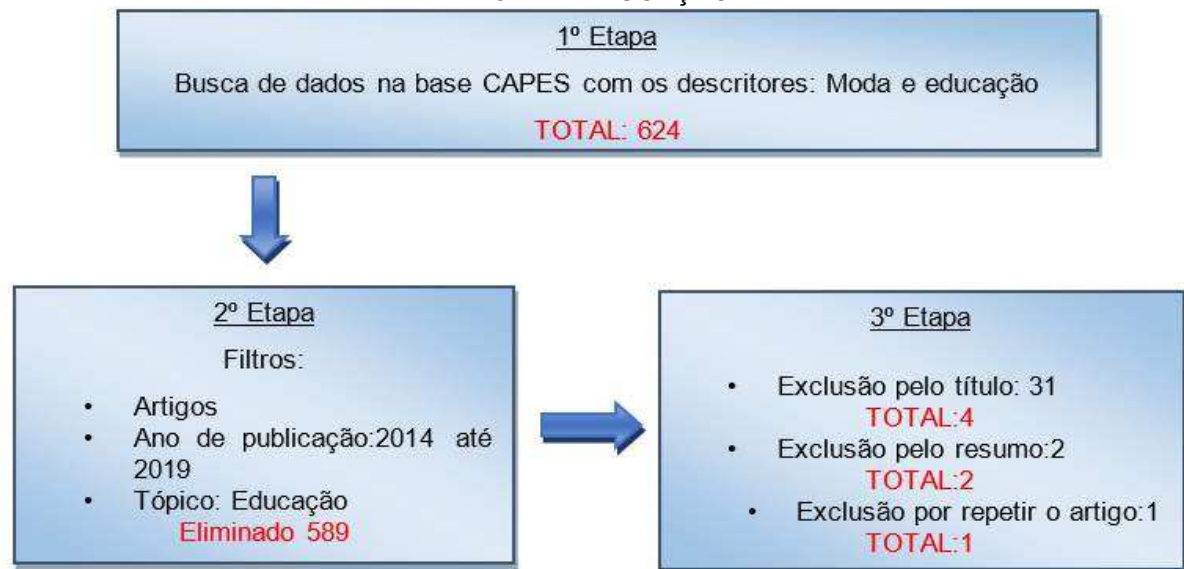 1º Etapa
Busca de dados na base CAPES com os descritores: Moda e educação
TOTAL: 624
2º Etapa
Filtros:
• Artigos
• Ano de publicação:2014 até
2019
• Tópico: Educação
Eliminado 589
3º Etapa
• Exclusão pelo título: 31
TOTAL:4
• Exclusão pelo resumo:2
TOTAL:2
• Exclusão por repetir o artigo:1
TOTAL:1